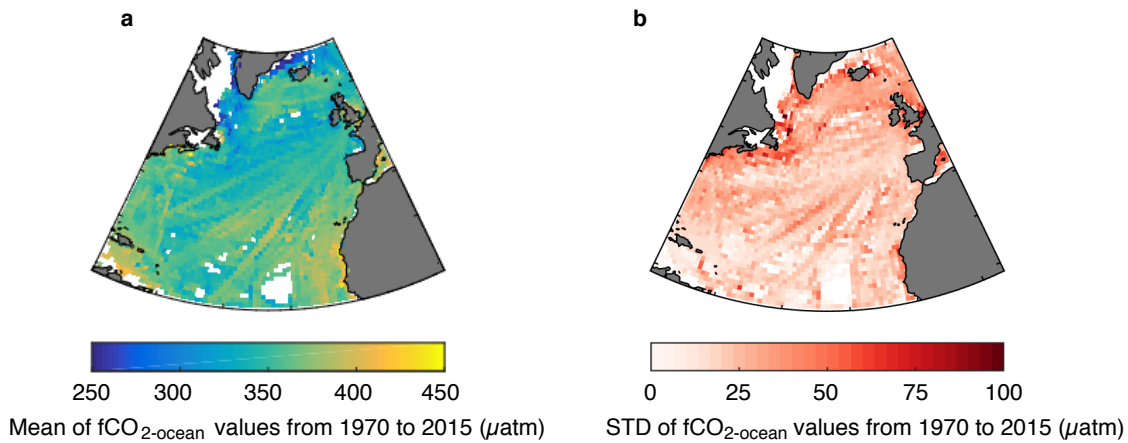 a
b
250 300 350 400 450
Mean of fCO2-ocean values from 1970 to 2015 (µatm)
0 25 50 75 100
STD of fCO2-ocean values from 1970 to 2015 (µatm)